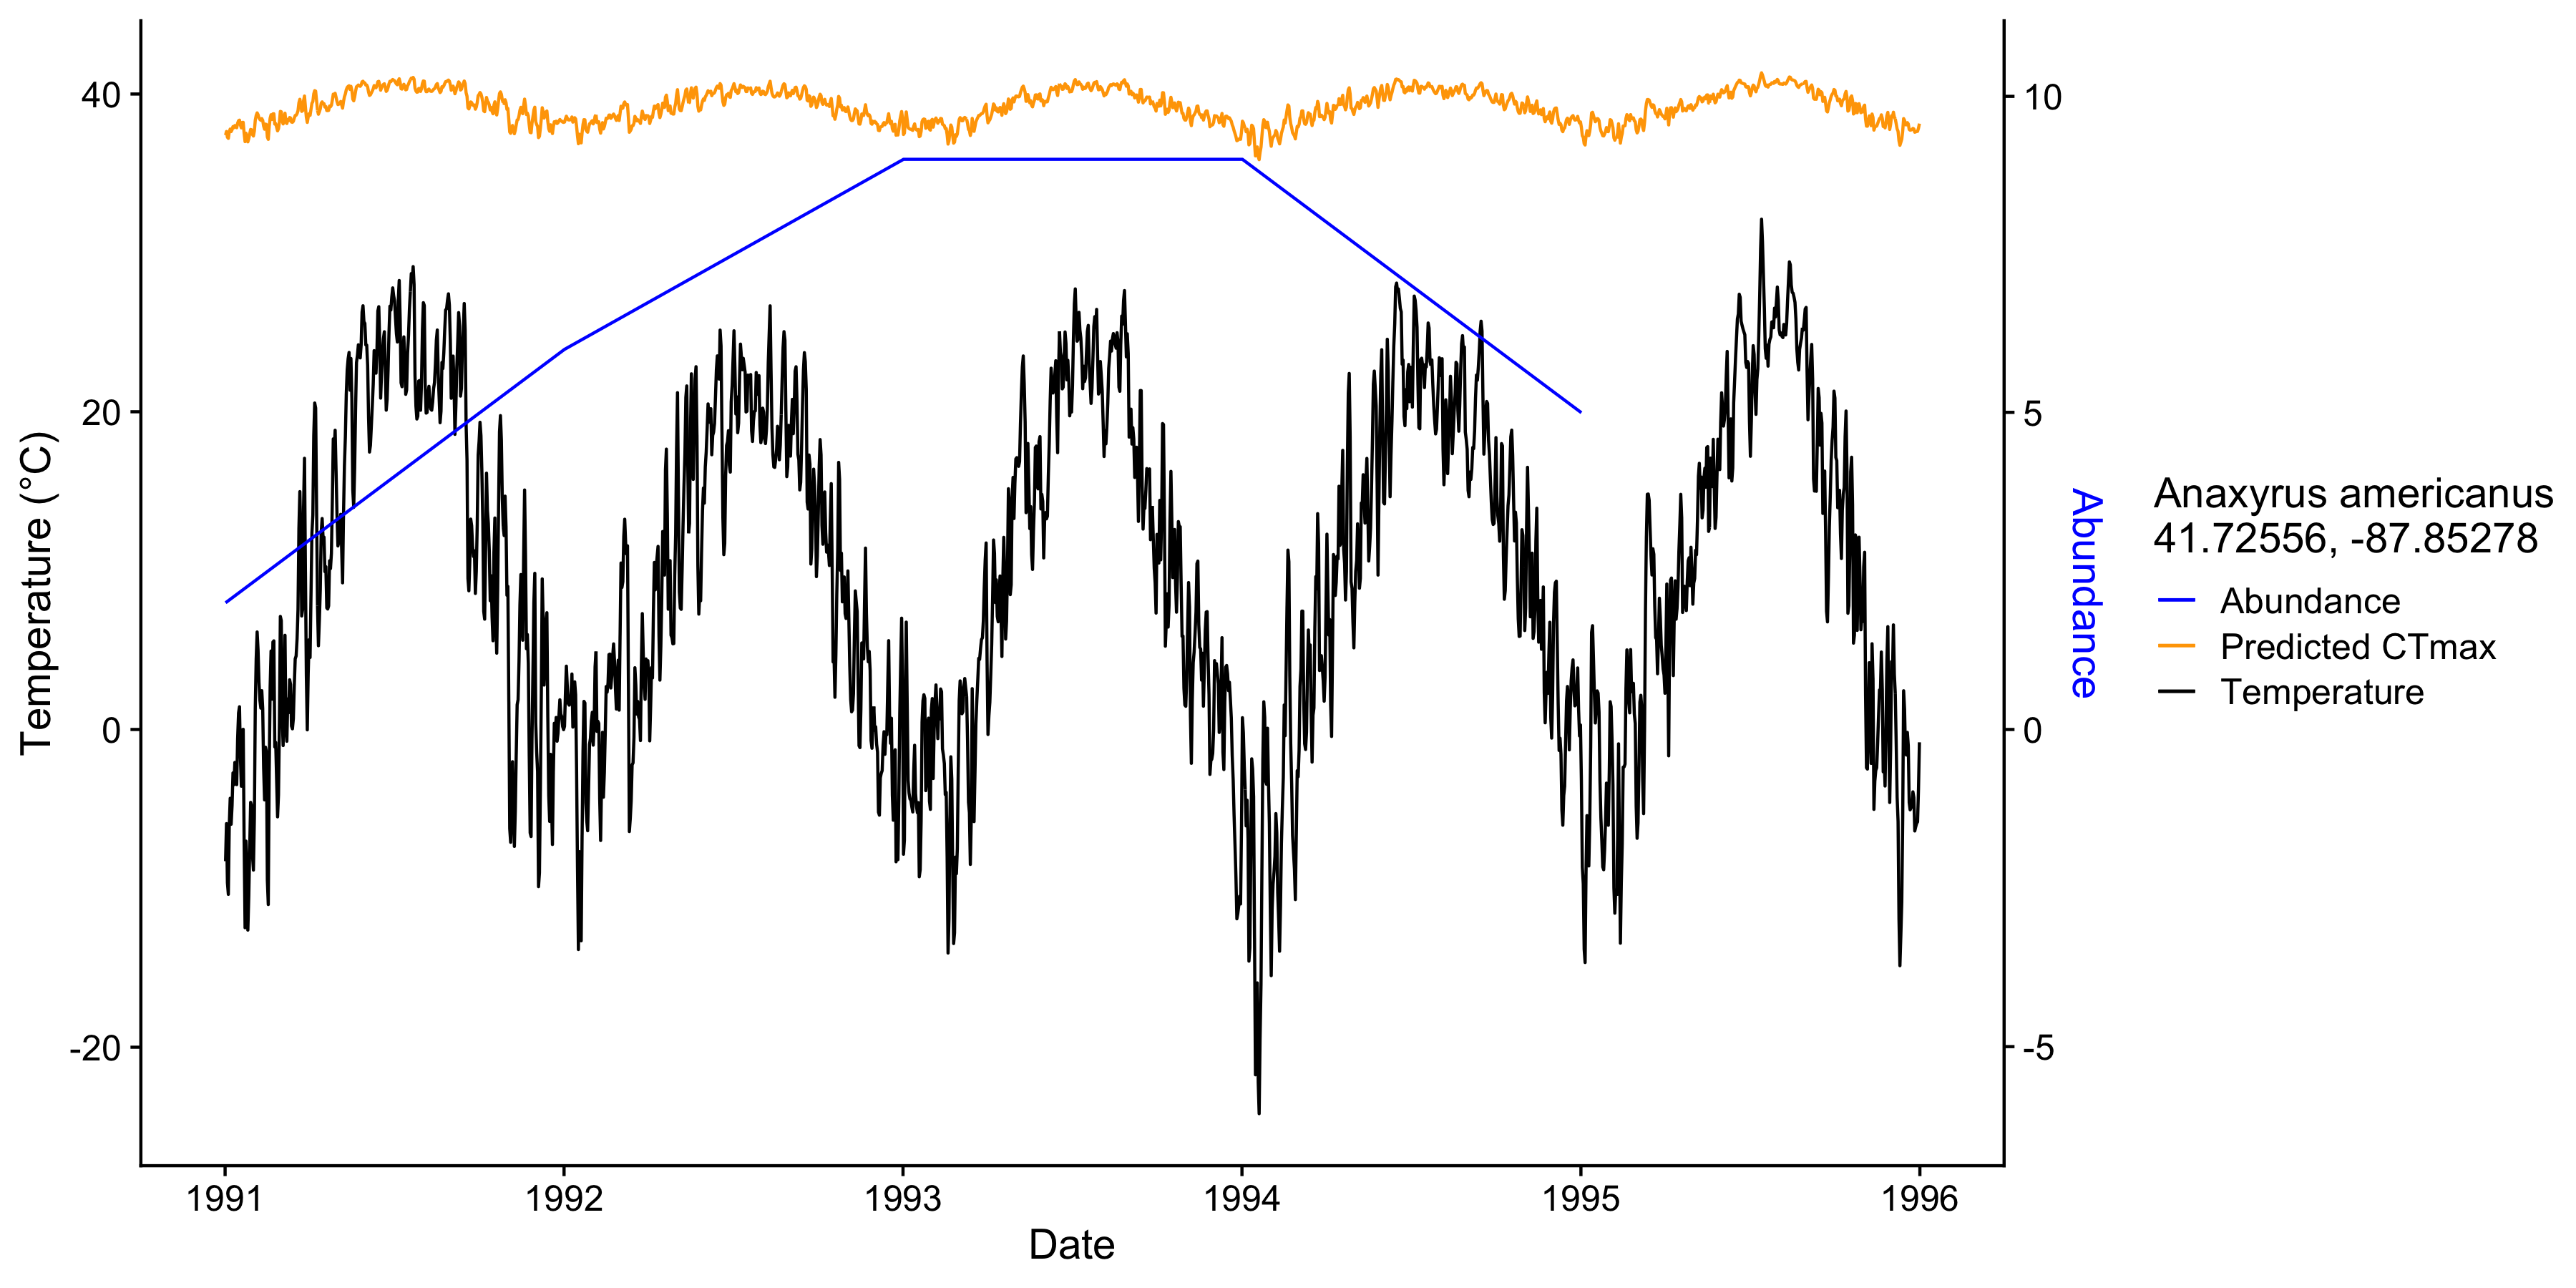 40
20
0
-20
Temperature (°C)
10
5
0
-5
Abundance
1991
1992
1993
1994
1995
1996
Date
Anaxyrus americanus
41.72556, -87.85278
Abundance
Predicted CTmax
Temperature